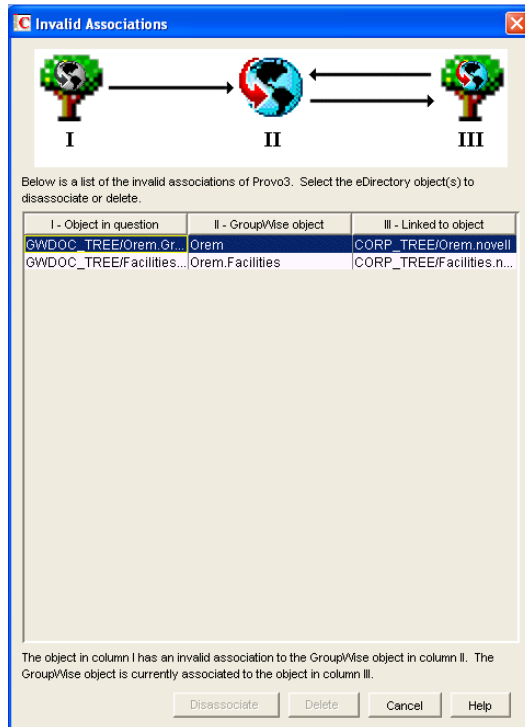 Invalid Associations
I II III
Below is a list of the invalid associations of Provo3. Select the eDirectory object(s) to
disassociate or delete.
I - Object in question II - GroupWise object III - Linked to object
GWDOC_TREE/Orem.Gr... Orem CORP_TREE/Orem.novell
GWDOC_TREE/Facilities... Orem.Facilities CORP_TREE/Facilities.n...
The object in column I has an invalid association to the GroupWise object in column II. The
GroupWise object is currently associated to the object in column III.
Disassociate Delete Cancel Help